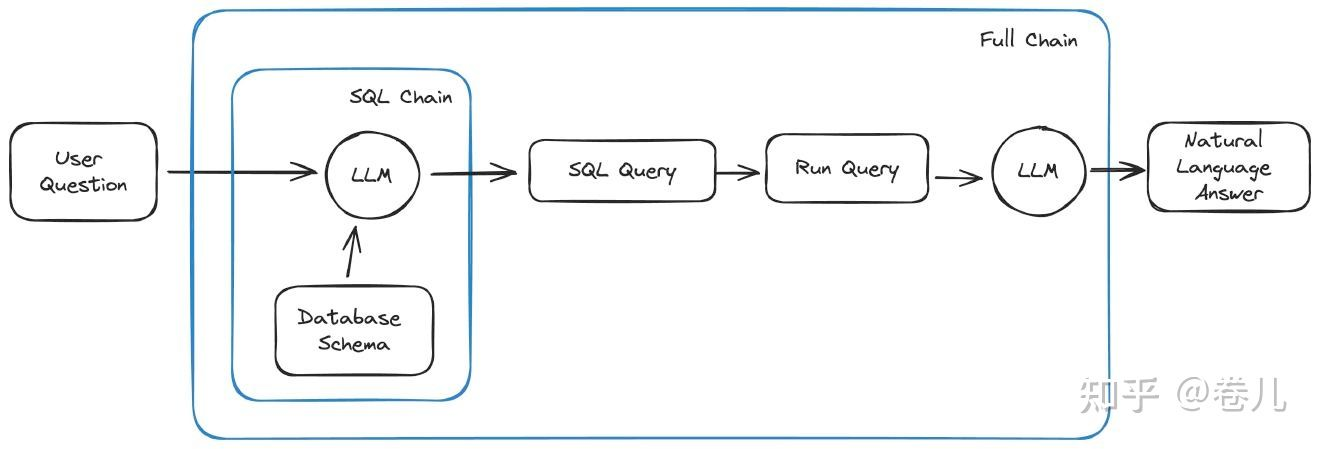 Full Chain
SQL Chain
User
Question
LLM
SQL Query
Run Query
LLM
Natural
Language
Answer
Database
Schema
知乎 @卷儿